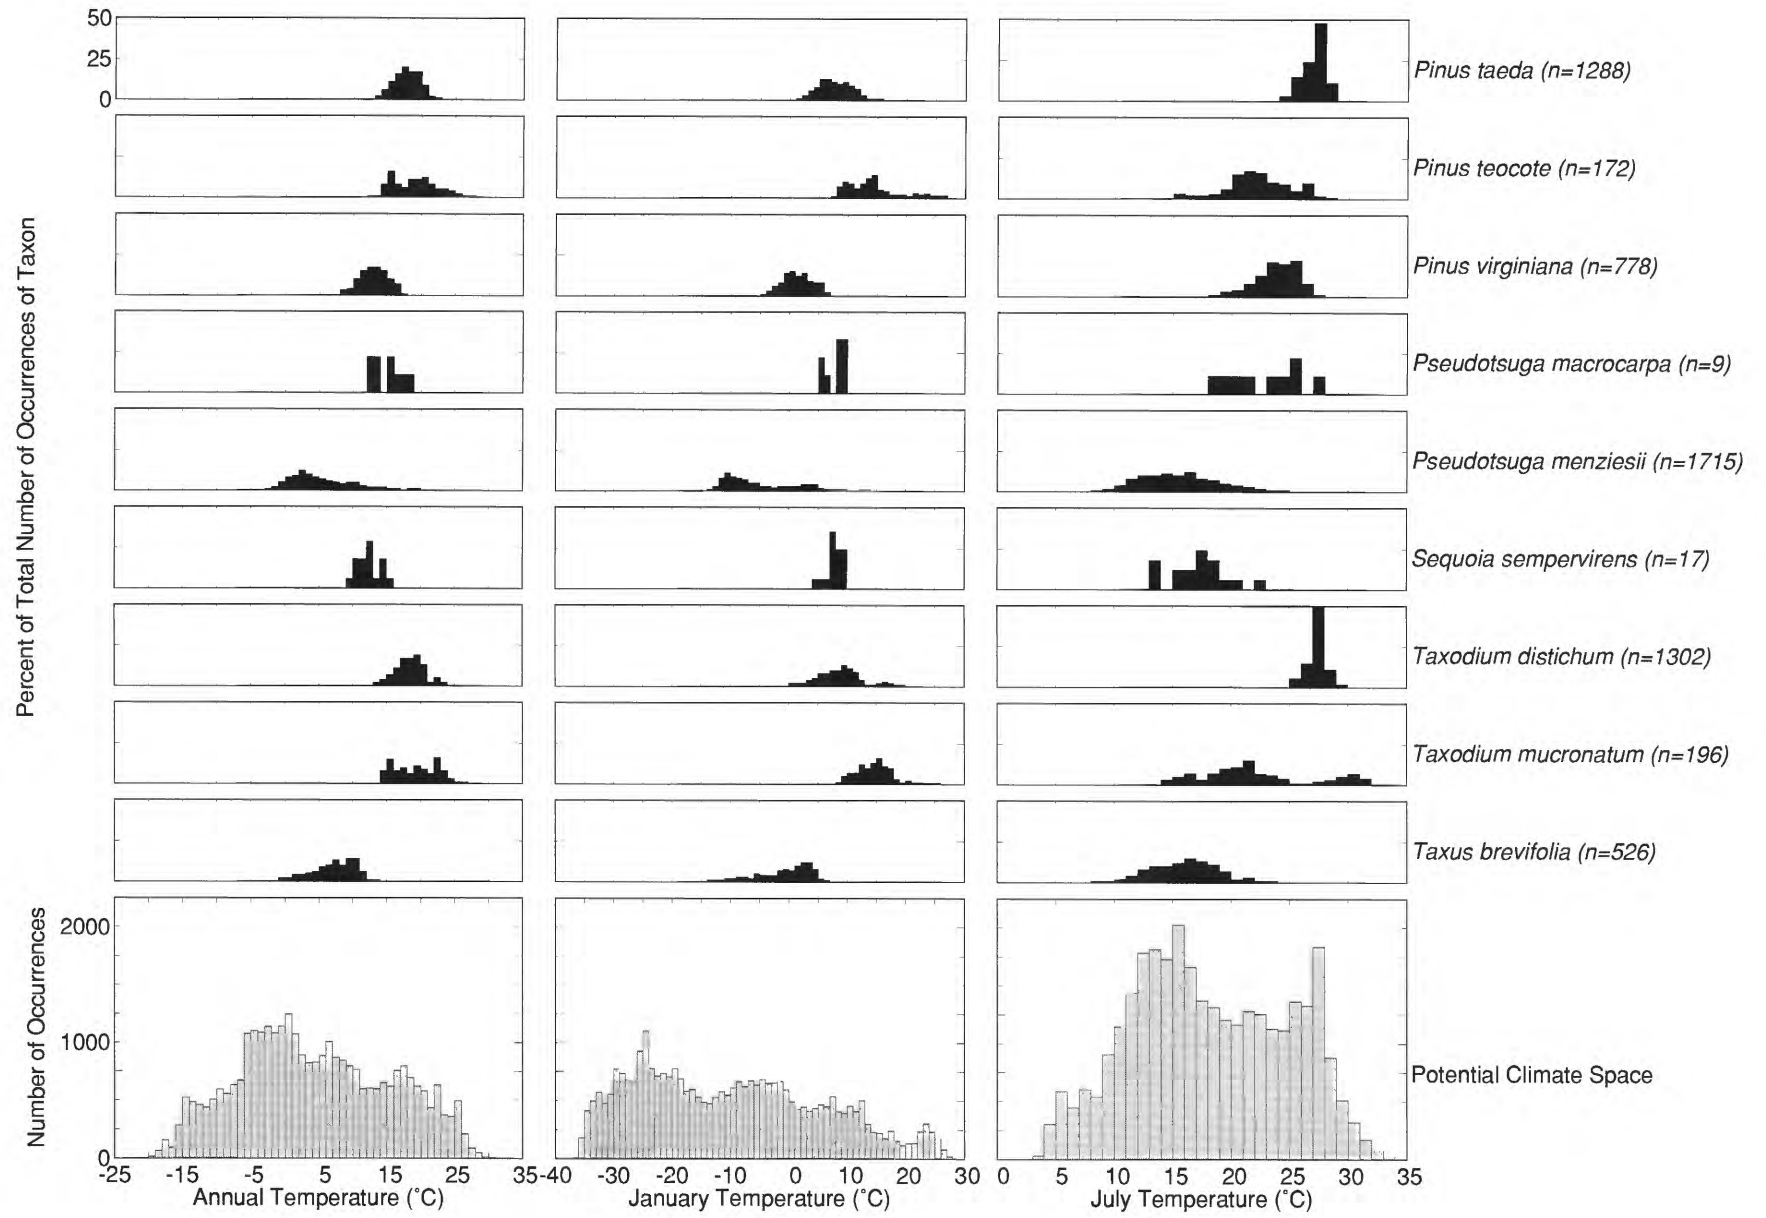 Percent of Total Number of Occurrences of Taxon
50
25
0
Pinus taeda (n=1288)
Pinus teocote (n=172)
Pinus virginiana (n=778)
Pseudotsuga macrocarpa (n=9)
Pseudotsuga menziesii (n=1715)
Sequoia sempervirens (n=17)
Taxodium distichum (n=1302)
Taxodium mucronatum (n=196)
Taxus brevifolia (n=526)
Number of Occurrences
2000
1000
0
Potential Climate Space
-25 -15 -5 5 15 25 35
Annual Temperature (°C)
-40 -30 -20 -10 0 10 20 30
January Temperature (°C)
0 5 10 15 20 25 30 35
July Temperature (°C)